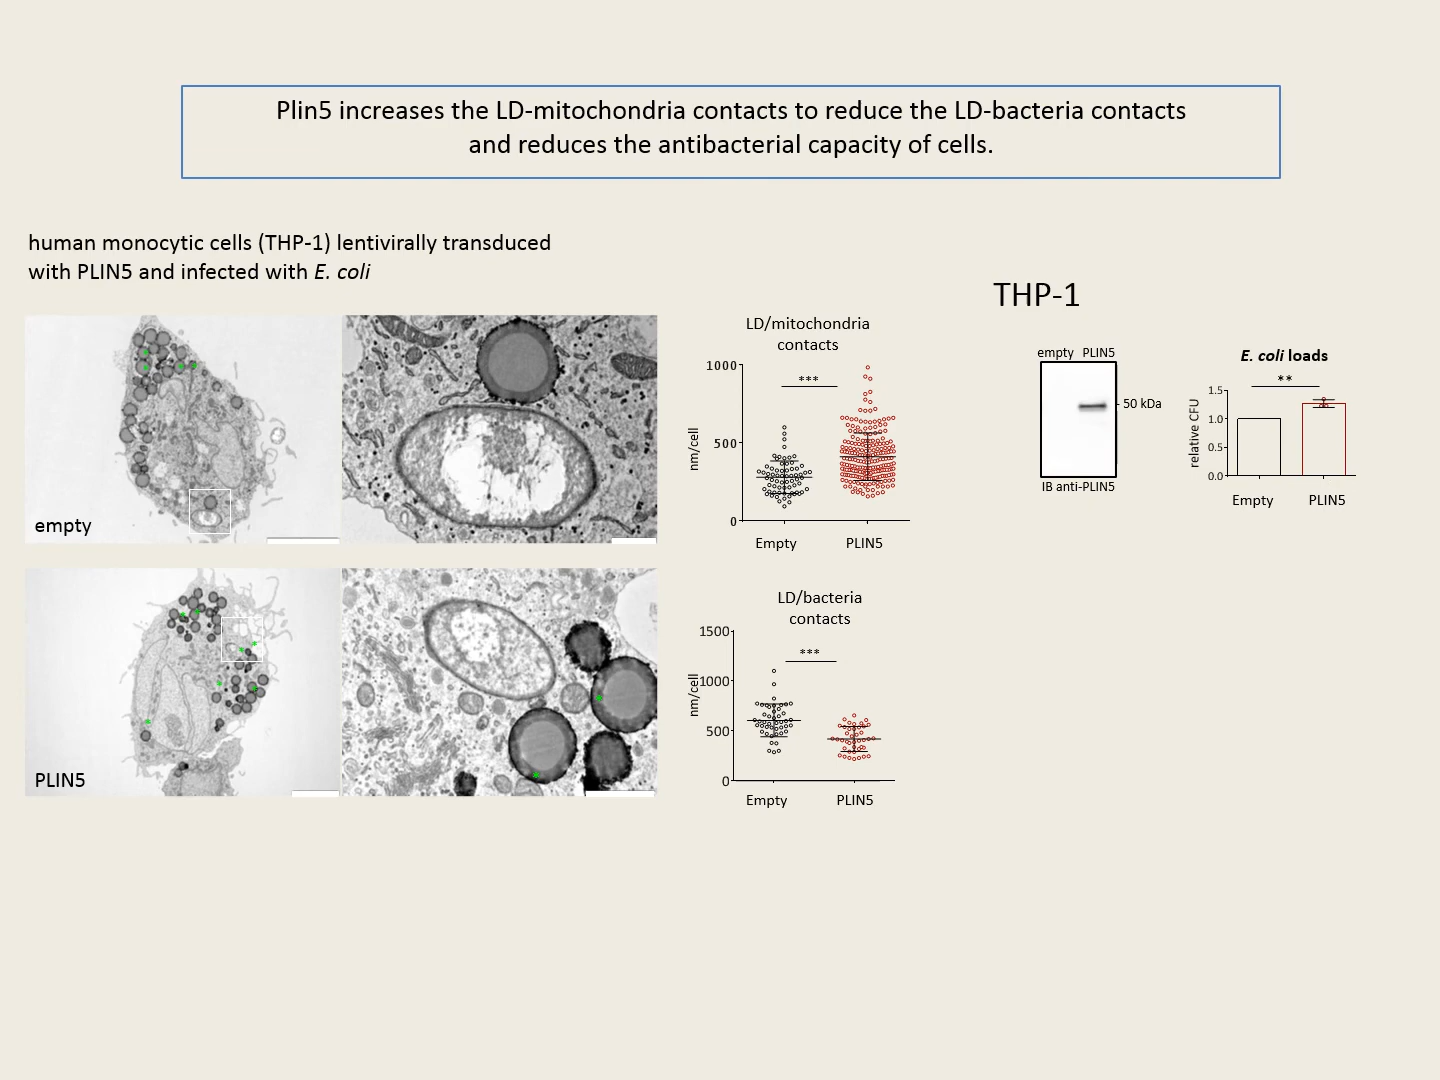 Plin5 increases the LD-mitochondria contacts to reduce the LD-bacteria contacts
and reduces the antibacterial capacity of cells.
human monocytic cells (THP-1) lentivirally transduced
with PLIN5 and infected with E. coli
empty
PLIN5
LD/mitochondria
contacts
***
1000
500
0
nm/cell
Empty PLIN5
LD/bacteria
contacts
***
1500
1000
500
0
nm/cell
Empty PLIN5
THP-1
empty PLIN5
50 kDa
IB anti-PLIN5
E. coli loads
**
1.5
1.0
0.5
0.0
relative CFU
Empty PLIN5